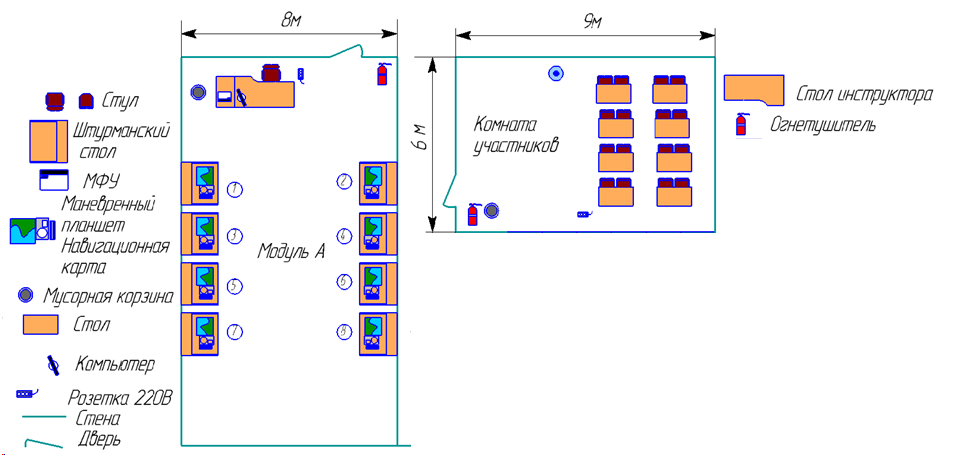 8м
9м
6 м
Стул
Штурманский
стол
МФУ
Маневренный
планшет
Навигационная
карта
Мусорная корзина
Стол
Компьютер
Розетка 220В
Стена
Дверь
1
2
3
4
Модуль А
5
6
7
8
Комната
участников
Стол инструктора
Огнетушитель